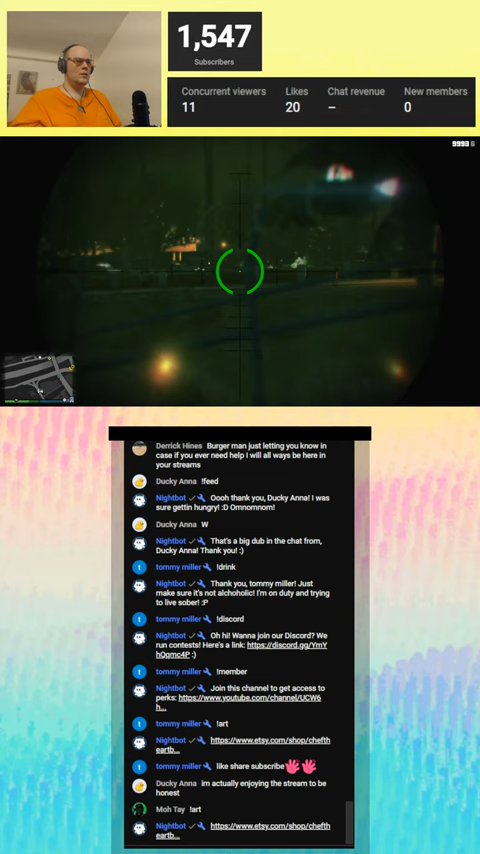 1,547
Subscribers
Concurrent viewers Likes Chat revenue New members
11 20 – 0
9993
Derrick Hines Burger man just letting you know in
case if you ever need help I will all ways be here in
your streams
Ducky Anna !feed
Nightbot Oooh thank you, Ducky Anna! I was
sure gettin hungry! :D Omnomnom!
Ducky Anna W
Nightbot That's a big dub in the chat from,
Ducky Anna! Thank you! :)
t tommy miller !drink
Nightbot Thank you, tommy miller! Just
make sure it's not alchoholic! I'm on duty and trying
to live sober! :P
t tommy miller !discord
Nightbot Oh hi! Wanna join our Discord? We
run contests! Here's a link: https://discord.gg/YmY
hQqmc4P :)
t tommy miller !member
Nightbot Join this channel to get access to
perks: https://www.youtube.com/channel/UCW6
h...
t tommy miller !art
Nightbot https://www.etsy.com/shop/chefth
eartb...
t tommy miller like share subscribe
Ducky Anna im actually enjoying the stream to be
honest
Moh Tay !art
Nightbot https://www.etsy.com/shop/chefth
eartb...